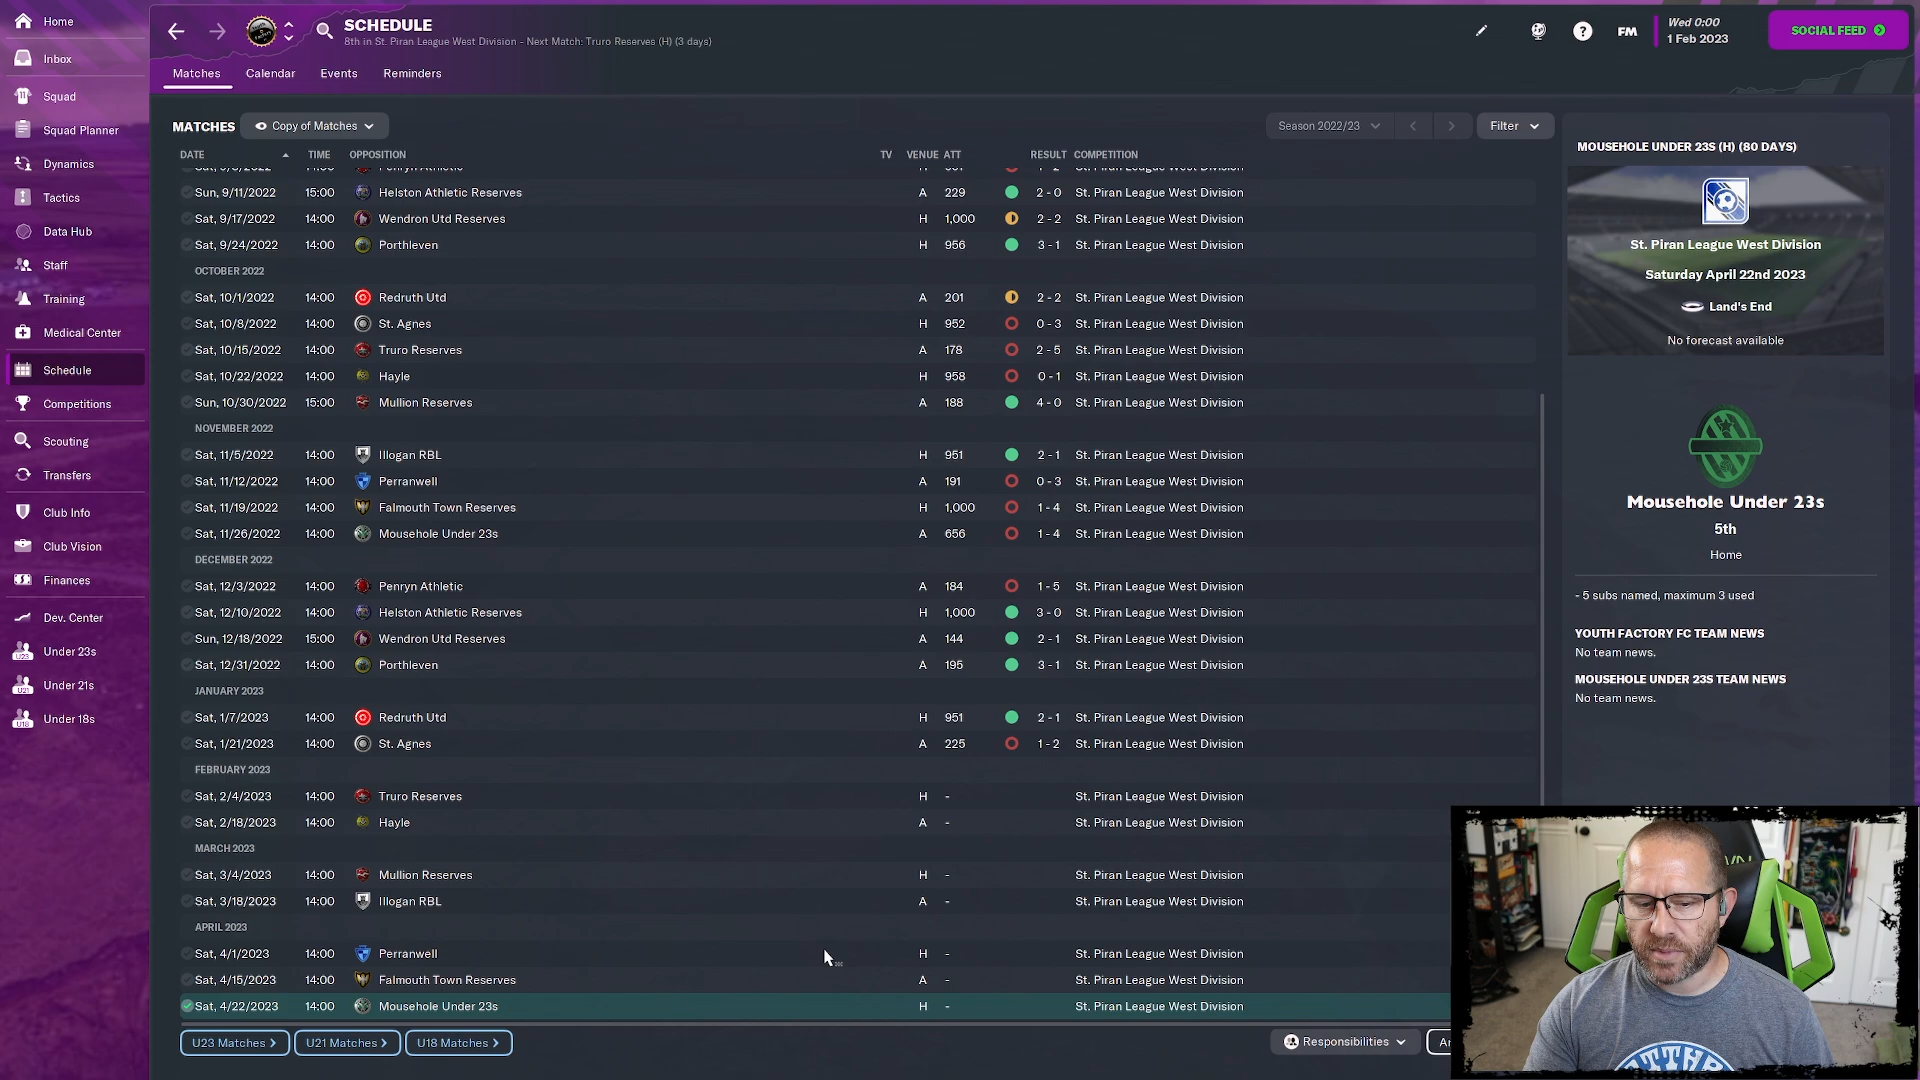 Home
Inbox
Squad
Squad Planner
Dynamics
Tactics
Data Hub
Staff
Training
Medical Center
Schedule
Competitions
Scouting
Transfers
Club Info
Club Vision
Finances
Dev. Center
U23 Under 23s
U21 Under 21s
U18 Under 18s
SCHEDULE
8th in St. Piran League West Division - Next Match: Truro Reserves (H) (3 days)
FM
Wed 0:00
1 Feb 2023
SOCIAL FEED
Matches Calendar Events Reminders
MATCHES Copy of Matches Season 2022/23 Filter
DATE TIME OPPOSITION TV VENUE ATT RESULT COMPETITION
Sun, 9/11/2022 15:00 Helston Athletic Reserves A 229 2 - 0 St. Piran League West Division
Sat, 9/17/2022 14:00 Wendron Utd Reserves H 1,000 2 - 2 St. Piran League West Division
Sat, 9/24/2022 14:00 Porthleven H 956 3 - 1 St. Piran League West Division
OCTOBER 2022
Sat, 10/1/2022 14:00 Redruth Utd A 201 2 - 2 St. Piran League West Division
Sat, 10/8/2022 14:00 St. Agnes H 952 0 - 3 St. Piran League West Division
Sat, 10/15/2022 14:00 Truro Reserves A 178 2 - 5 St. Piran League West Division
Sat, 10/22/2022 14:00 Hayle H 958 0 - 1 St. Piran League West Division
Sun, 10/30/2022 15:00 Mullion Reserves A 188 4 - 0 St. Piran League West Division
NOVEMBER 2022
Sat, 11/5/2022 14:00 Illogan RBL H 951 2 - 1 St. Piran League West Division
Sat, 11/12/2022 14:00 Perranwell A 191 0 - 3 St. Piran League West Division
Sat, 11/19/2022 14:00 Falmouth Town Reserves H 1,000 1 - 4 St. Piran League West Division
Sat, 11/26/2022 14:00 Mousehole Under 23s A 656 1 - 4 St. Piran League West Division
DECEMBER 2022
Sat, 12/3/2022 14:00 Penryn Athletic A 184 1 - 5 St. Piran League West Division
Sat, 12/10/2022 14:00 Helston Athletic Reserves H 1,000 3 - 0 St. Piran League West Division
Sun, 12/18/2022 15:00 Wendron Utd Reserves A 144 2 - 1 St. Piran League West Division
Sat, 12/31/2022 14:00 Porthleven A 195 3 - 1 St. Piran League West Division
JANUARY 2023
Sat, 1/7/2023 14:00 Redruth Utd H 951 2 - 1 St. Piran League West Division
Sat, 1/21/2023 14:00 St. Agnes A 225 1 - 2 St. Piran League West Division
FEBRUARY 2023
Sat, 2/4/2023 14:00 Truro Reserves H - St. Piran League West Division
Sat, 2/18/2023 14:00 Hayle A - St. Piran League West Division
MARCH 2023
Sat, 3/4/2023 14:00 Mullion Reserves H - St. Piran League West Division
Sat, 3/18/2023 14:00 Illogan RBL A - St. Piran League West Division
APRIL 2023
Sat, 4/1/2023 14:00 Perranwell H - St. Piran League West Division
Sat, 4/15/2023 14:00 Falmouth Town Reserves A - St. Piran League West Division
Sat, 4/22/2023 14:00 Mousehole Under 23s H - St. Piran League West Division
U23 Matches U21 Matches U18 Matches Responsibilities
MOUSEHOLE UNDER 23S (H) (80 DAYS)
St. Piran League West Division
Saturday April 22nd 2023
Land's End
No forecast available
Mousehole Under 23s
5th
Home
- 5 subs named, maximum 3 used
YOUTH FACTORY FC TEAM NEWS
No team news.
MOUSEHOLE UNDER 23S TEAM NEWS
No team news.